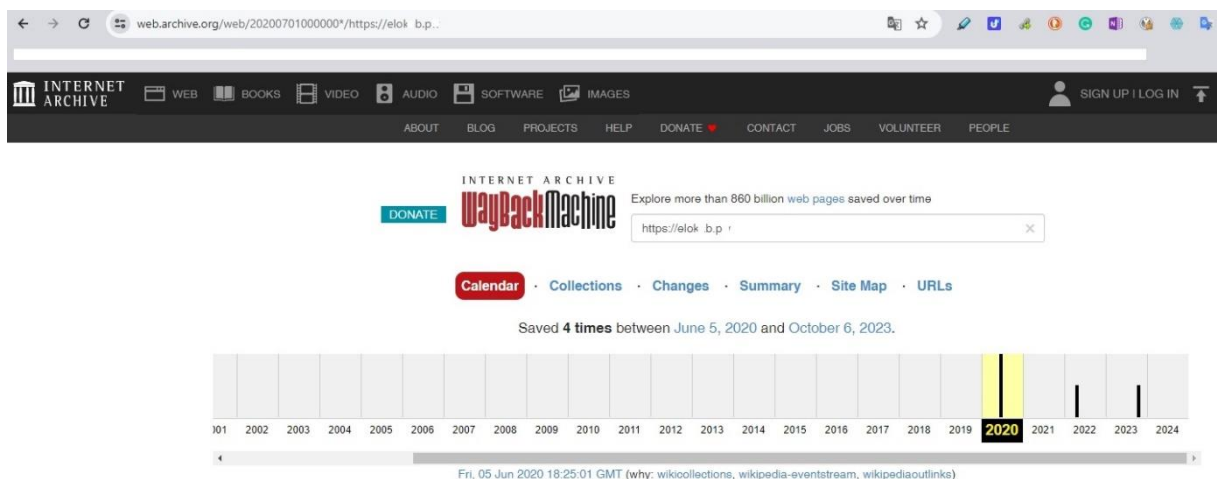 web.archive.org/web/20200701000000*/https://elok b.p..
INTERNET ARCHIVE
WEB BOOKS VIDEO AUDIO SOFTWARE IMAGES
SIGN UP | LOG IN
ABOUT BLOG PROJECTS HELP DONATE CONTACT JOBS VOLUNTEER PEOPLE
DONATE
INTERNET ARCHIVE
WayBackMachine
Explore more than 860 billion web pages saved over time
https://elok .b.p
Calendar · Collections · Changes · Summary · Site Map · URLs
Saved 4 times between June 5, 2020 and October 6, 2023.
2002 2003 2004 2005 2006 2007 2008 2009 2010 2011 2012 2013 2014 2015 2016 2017 2018 2019 2020 2021 2022 2023 2024
Fri, 05 Jun 2020 18:25:01 GMT (why: wikicollections, wikipedia-eventstream, wikipediaoutlinks)